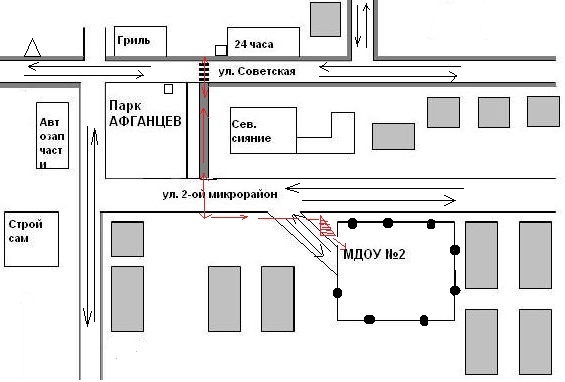 Гриль
24 часа
ул. Советская
Парк
АФГАНЦЕВ
Авт
озап
част
и
Сев.
сияние
ул. 2-ой микрорайон
Строй
сам
МДОУ №2